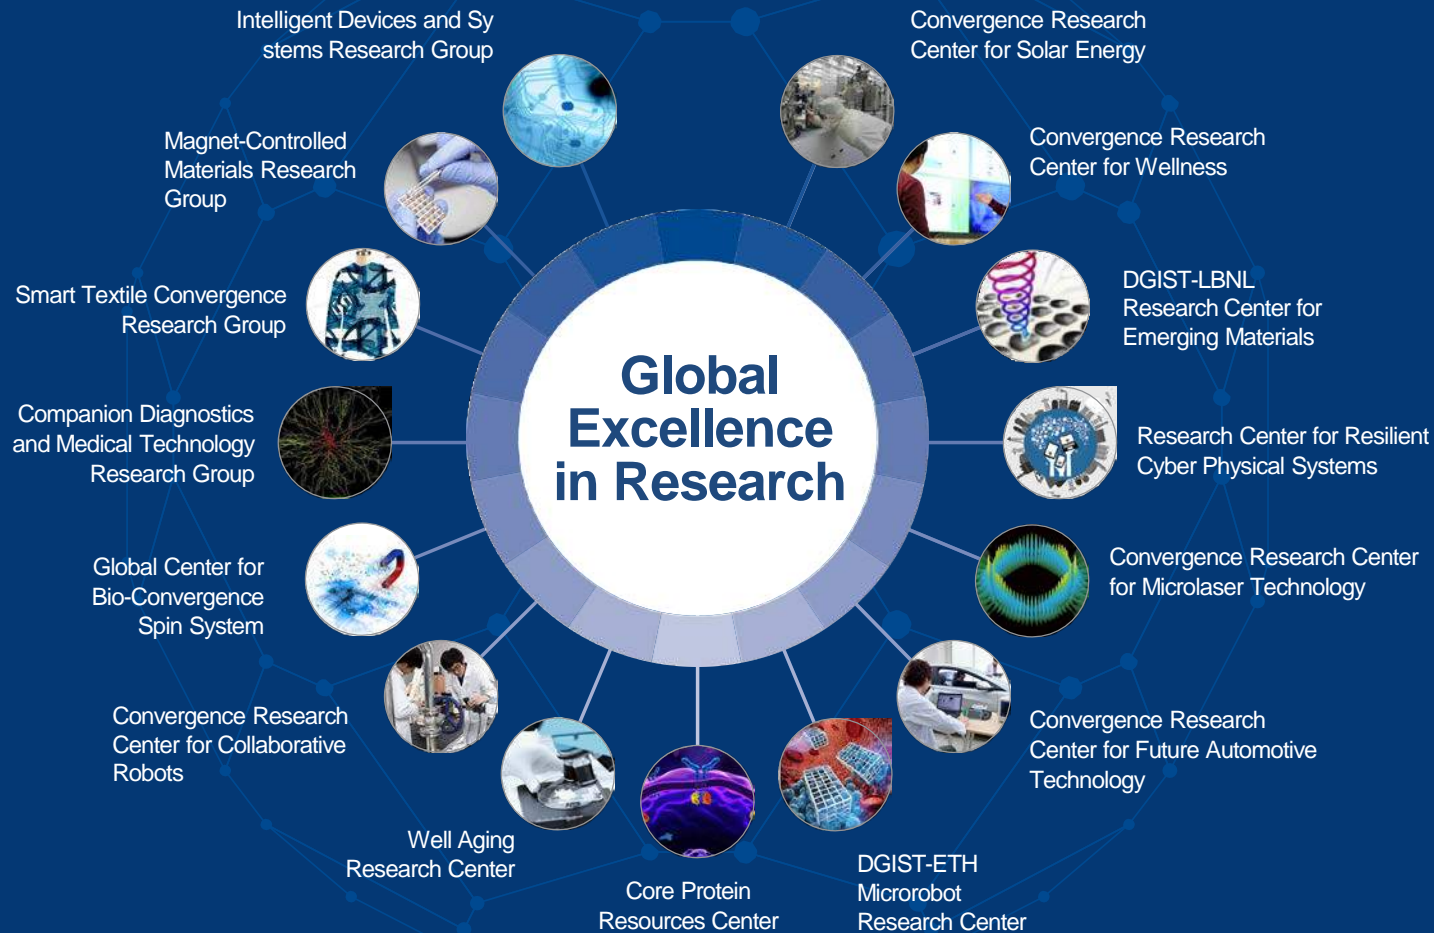 Intelligent Devices and Sy
stems Research Group
Convergence Research
Center for Solar Energy
Magnet-Controlled
Materials Research
Group
Convergence Research
Center for Wellness
Smart Textile Convergence
Research Group
DGIST-LBNL
Research Center for
Emerging Materials
Global
Excellence
in Research
Companion Diagnostics
and Medical Technology
Research Group
Research Center for Resilient
Cyber Physical Systems
Global Center for
Bio-Convergence
Spin System
Convergence Research Center
for Microlaser Technology
Convergence Research
Center for Collaborative
Robots
Convergence Research
Center for Future Automotive
Technology
Well Aging
Research Center
Core Protein
Resources Center
DGIST-ETH
Microrobot
Research Center